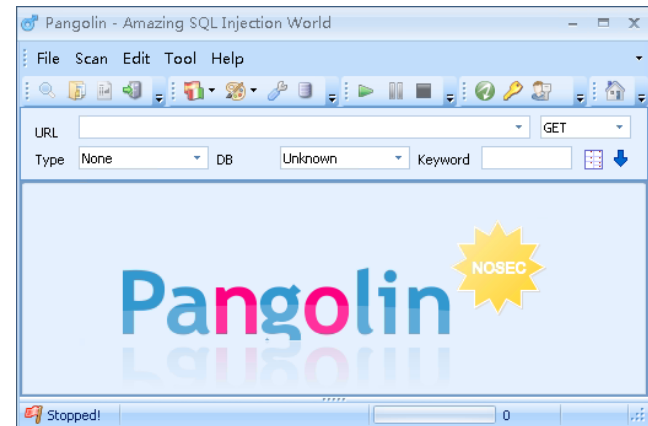 Pangolin - Amazing SQL Injection World
File Scan Edit Tool Help
URL GET
Type None DB Unknown Keyword
NOSEC
Pangolin
Stopped! 0